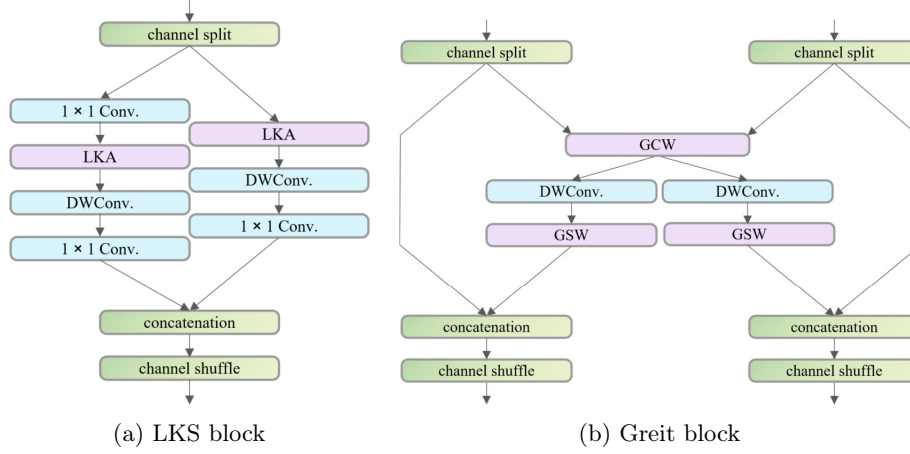 channel split
1 × 1 Conv.
LKA
DWConv.
1 × 1 Conv.
LKA
DWConv.
1 × 1 Conv.
concatenation
channel shuffle
(a) LKS block
channel split
channel split
GCW
DWConv.
DWConv.
GSW
GSW
concatenation
concatenation
channel shuffle
channel shuffle
(b) Greit block